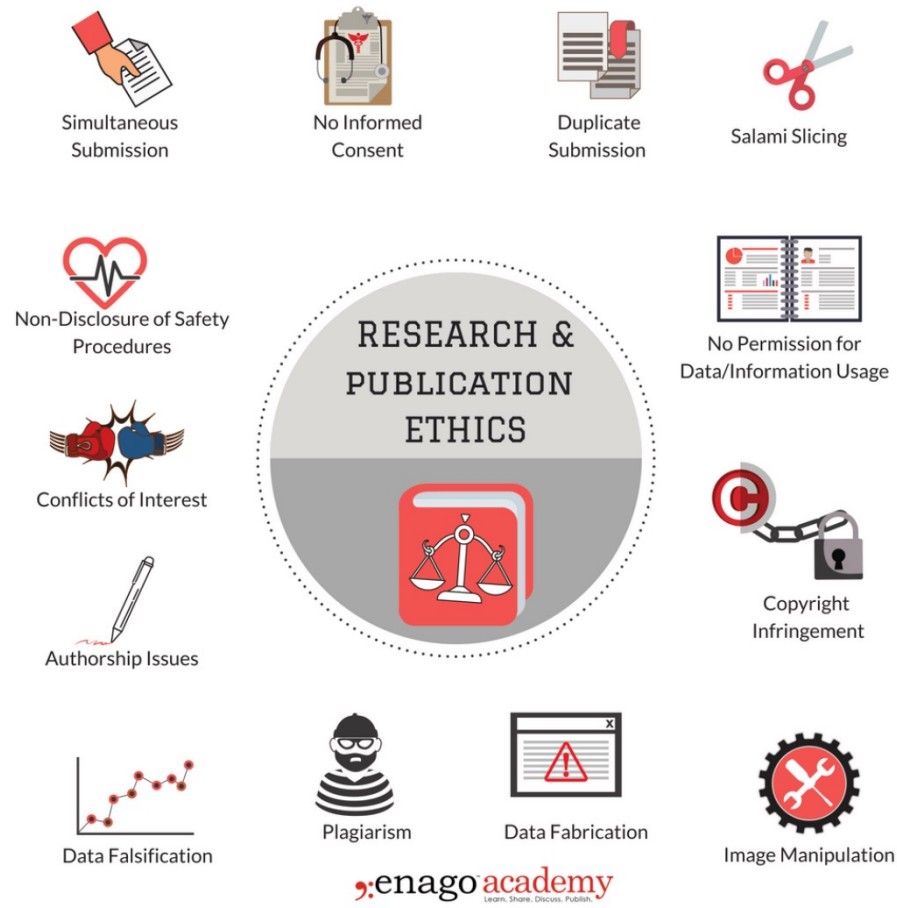 Simultaneous
Submission
No Informed
Consent
Duplicate
Submission
Salami Slicing
Non-Disclosure of Safety
Procedures
RESEARCH &
PUBLICATION
ETHICS
No Permission for
Data/Information Usage
Conflicts of Interest
C
Copyright
Infringement
Authorship Issues
X
Data Falsification
Plagiarism
Data Fabrication
Image Manipulation
enago academy
Learn. Share. Discuss. Publish.